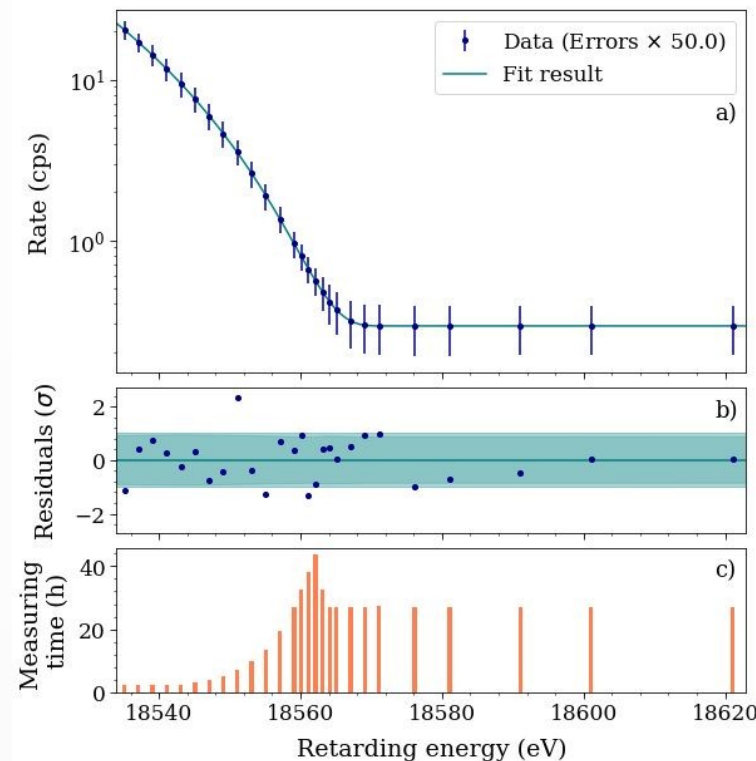 Data (Errors × 50.0)
Fit result
a)
10¹
10⁰
Rate (cps)
b)
2
0
−2
Residuals (σ)
c)
40
20
0
Measuring
time (h)
18540 18560 18580 18600 18620
Retarding energy (eV)